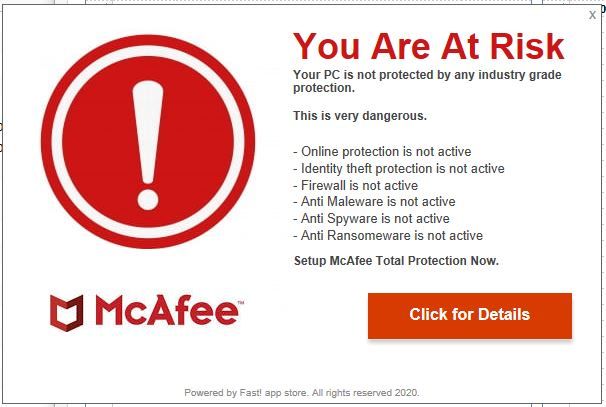 x
You Are At Risk
Your PC is not protected by any industry grade
protection.
This is very dangerous.
- Online protection is not active
- Identity theft protection is not active
- Firewall is not active
- Anti Maleware is not active
- Anti Spyware is not active
- Anti Ransomeware is not active
Setup McAfee Total Protection Now.
McAfee™
Click for Details
Powered by Fast! app store. All rights reserved 2020.